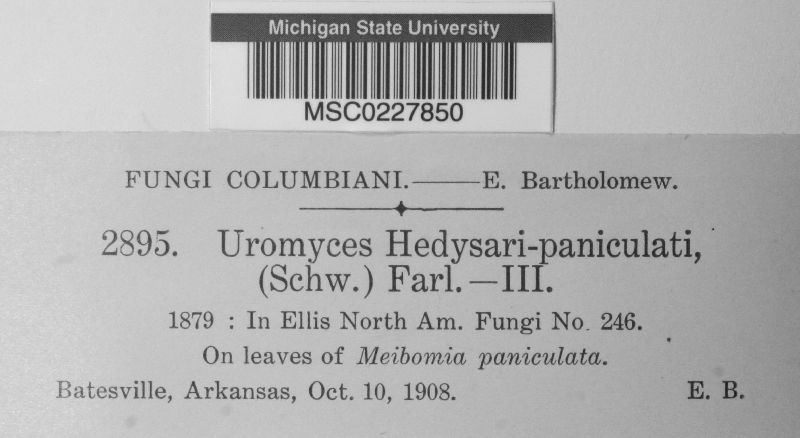 Michigan State University
MSC0227850
FUNGI COLUMBIANI.——E. Bartholomew.
2895. Uromyces Hedysari-paniculati,
(Schw.) Farl.—III.
1879 : In Ellis North Am. Fungi No. 246.
On leaves of Meibomia paniculata.
Batesville, Arkansas, Oct. 10, 1908. E. B.